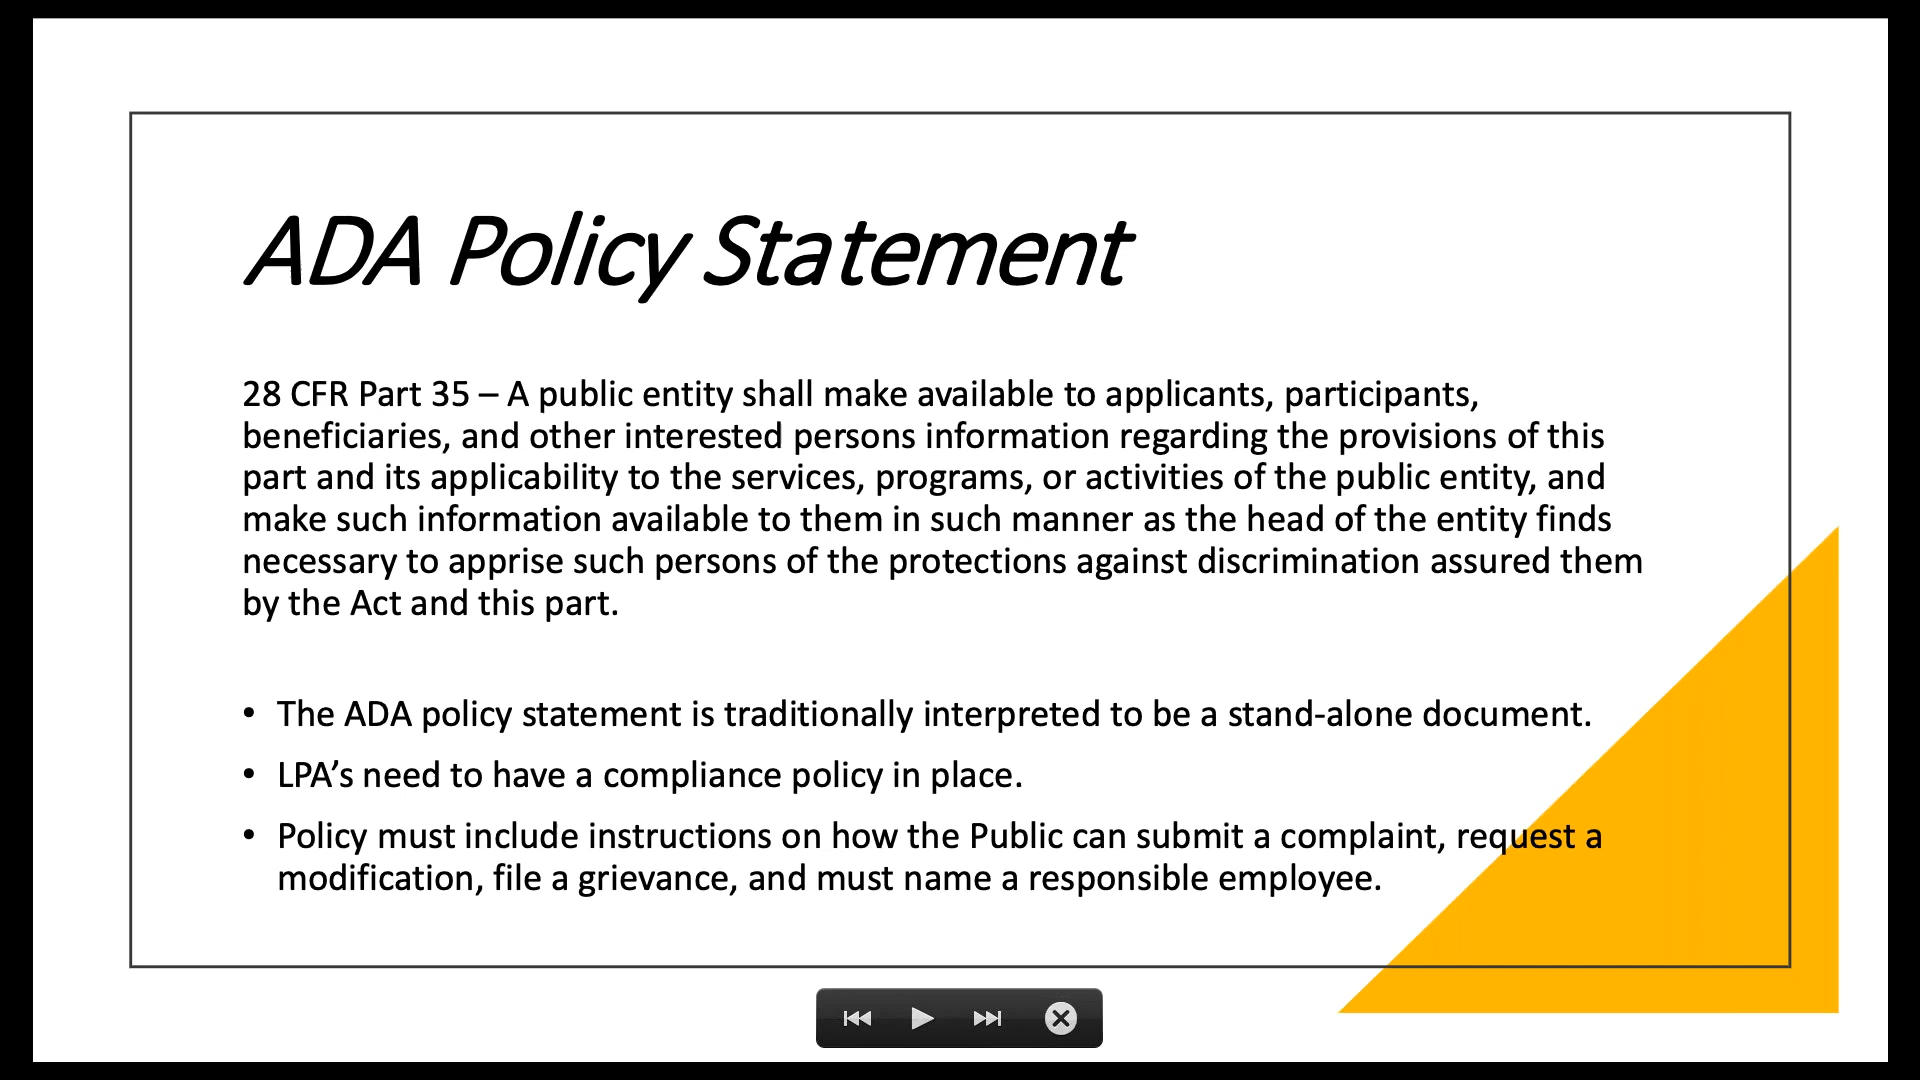 ADA Policy Statement
28 CFR Part 35 – A public entity shall make available to applicants, participants,
beneficiaries, and other interested persons information regarding the provisions of this
part and its applicability to the services, programs, or activities of the public entity, and
make such information available to them in such manner as the head of the entity finds
necessary to apprise such persons of the protections against discrimination assured them
by the Act and this part.
• The ADA policy statement is traditionally interpreted to be a stand-alone document.
• LPA’s need to have a compliance policy in place.
• Policy must include instructions on how the Public can submit a complaint, request a
modification, file a grievance, and must name a responsible employee.